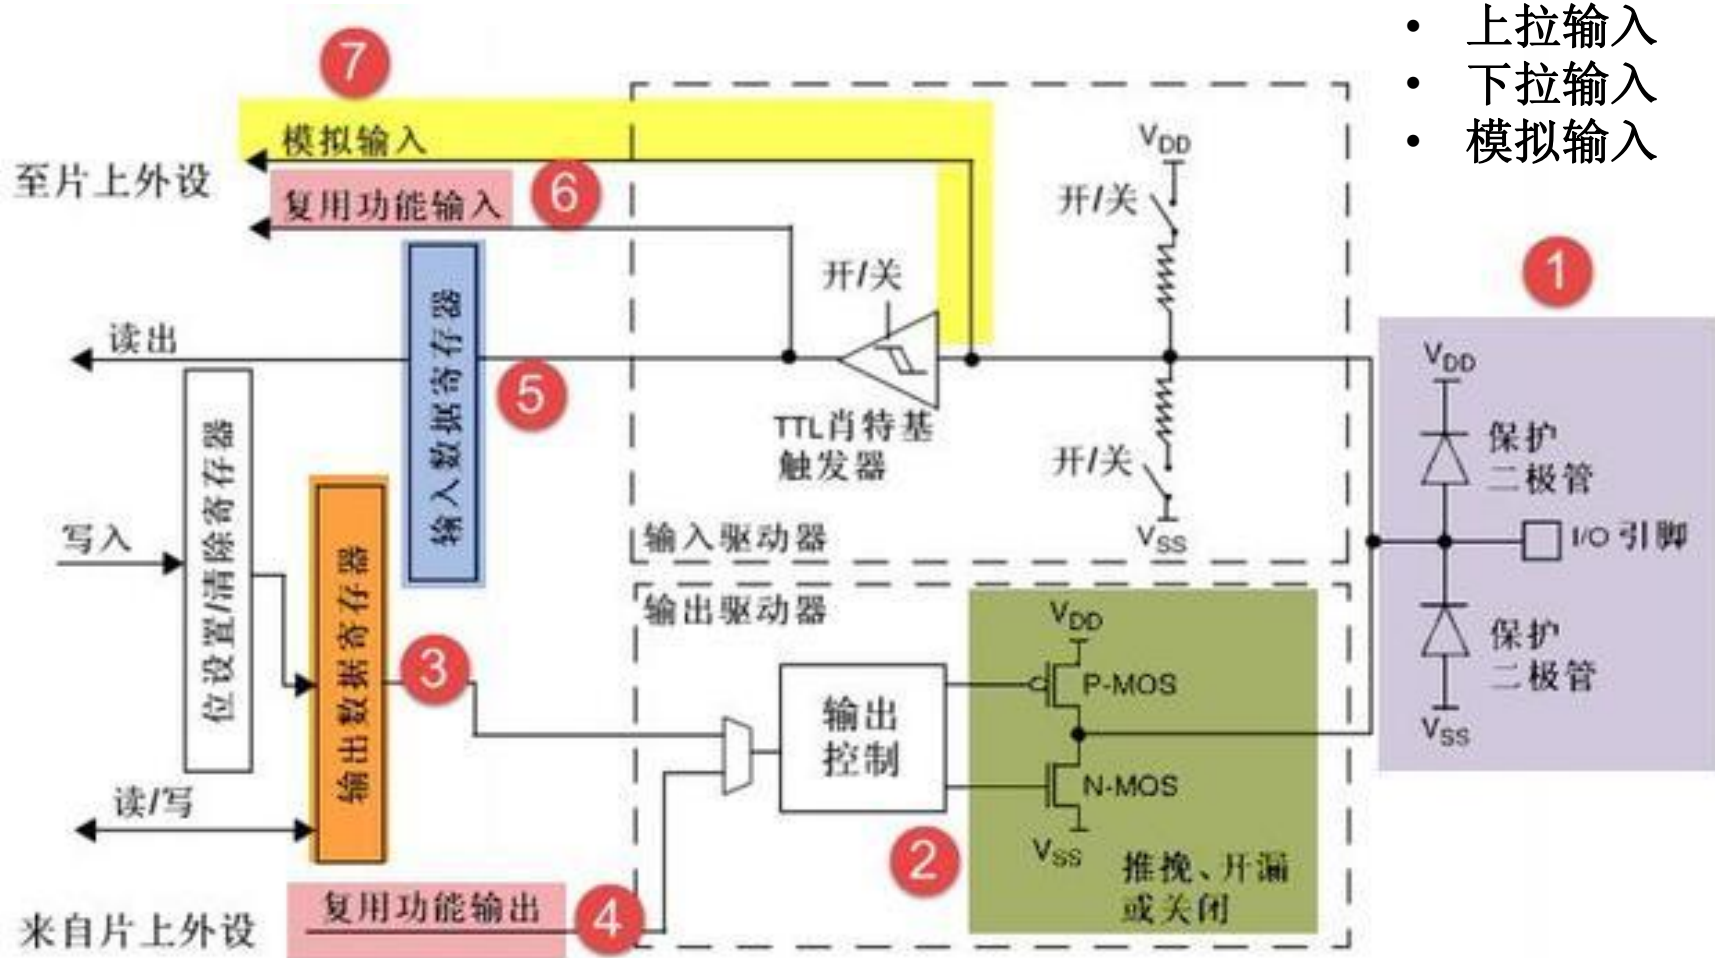 • 上拉输入
• 下拉输入
• 模拟输入
7
模拟输入
至片上外设
复用功能输入
6
VDD
开/关
开/关
1
读出
输入数据寄存器
5
TTL肖特基
触发器
开/关
VSS
输入驱动器
VDD
保护
二极管
I/O 引脚
保护
二极管
VSS
写入
位设置/清除寄存器
输出数据寄存器
3
读/写
输出驱动器
输出
控制
2
VDD
P-MOS
N-MOS
VSS
推挽、开漏
或关闭
来自片上外设
复用功能输出
4